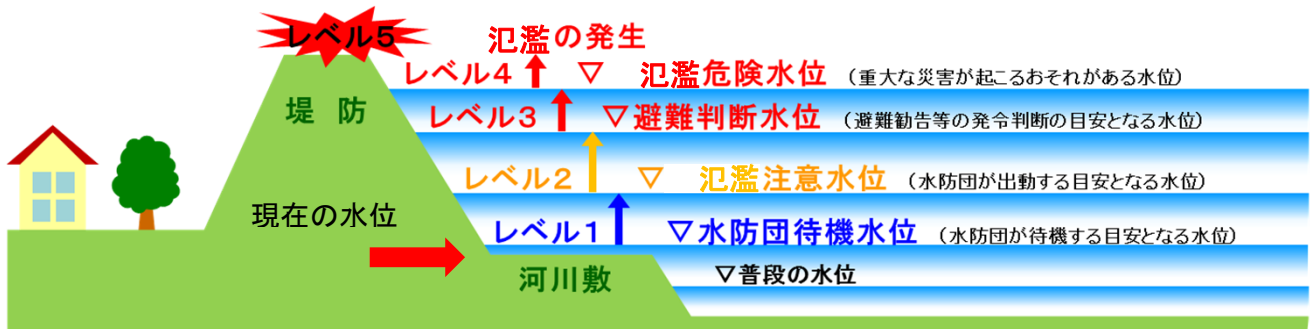 レベル5 氾濫の発生
レベル4 ▽ 氾濫危険水位 (重大な災害が起こるおそれがある水位)
堤 防 レベル3 ▽避難判断水位 (避難勧告等の発令判断の目安となる水位)
レベル2 ▽ 氾濫注意水位 (水防団が出動する目安となる水位)
現在の水位 レベル1 ▽水防団待機水位 (水防団が待機する目安となる水位)
河川敷 ▽普段の水位